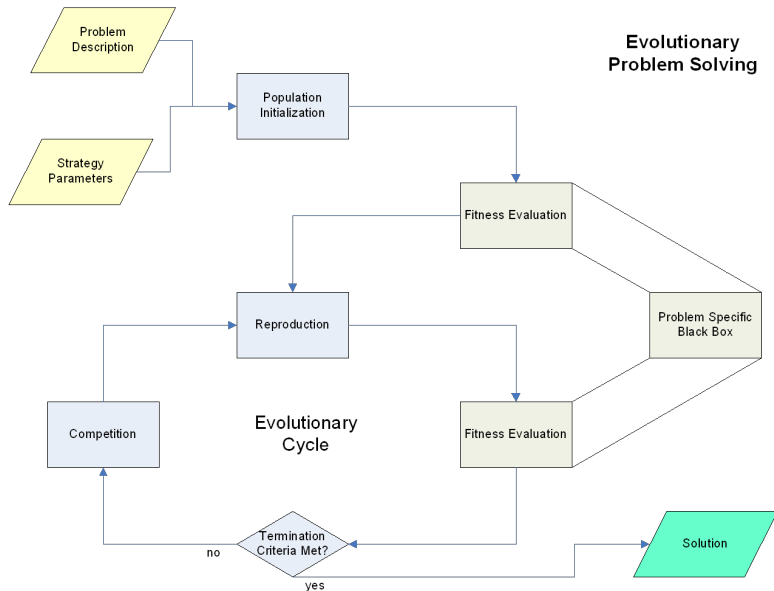 Problem
Description
Evolutionary
Problem Solving
Population
Initialization
Strategy
Parameters
Fitness Evaluation
Reproduction
Problem Specific
Black Box
Competition
Evolutionary
Cycle
Fitness Evaluation
Termination
Criteria Met?
no
yes
Solution